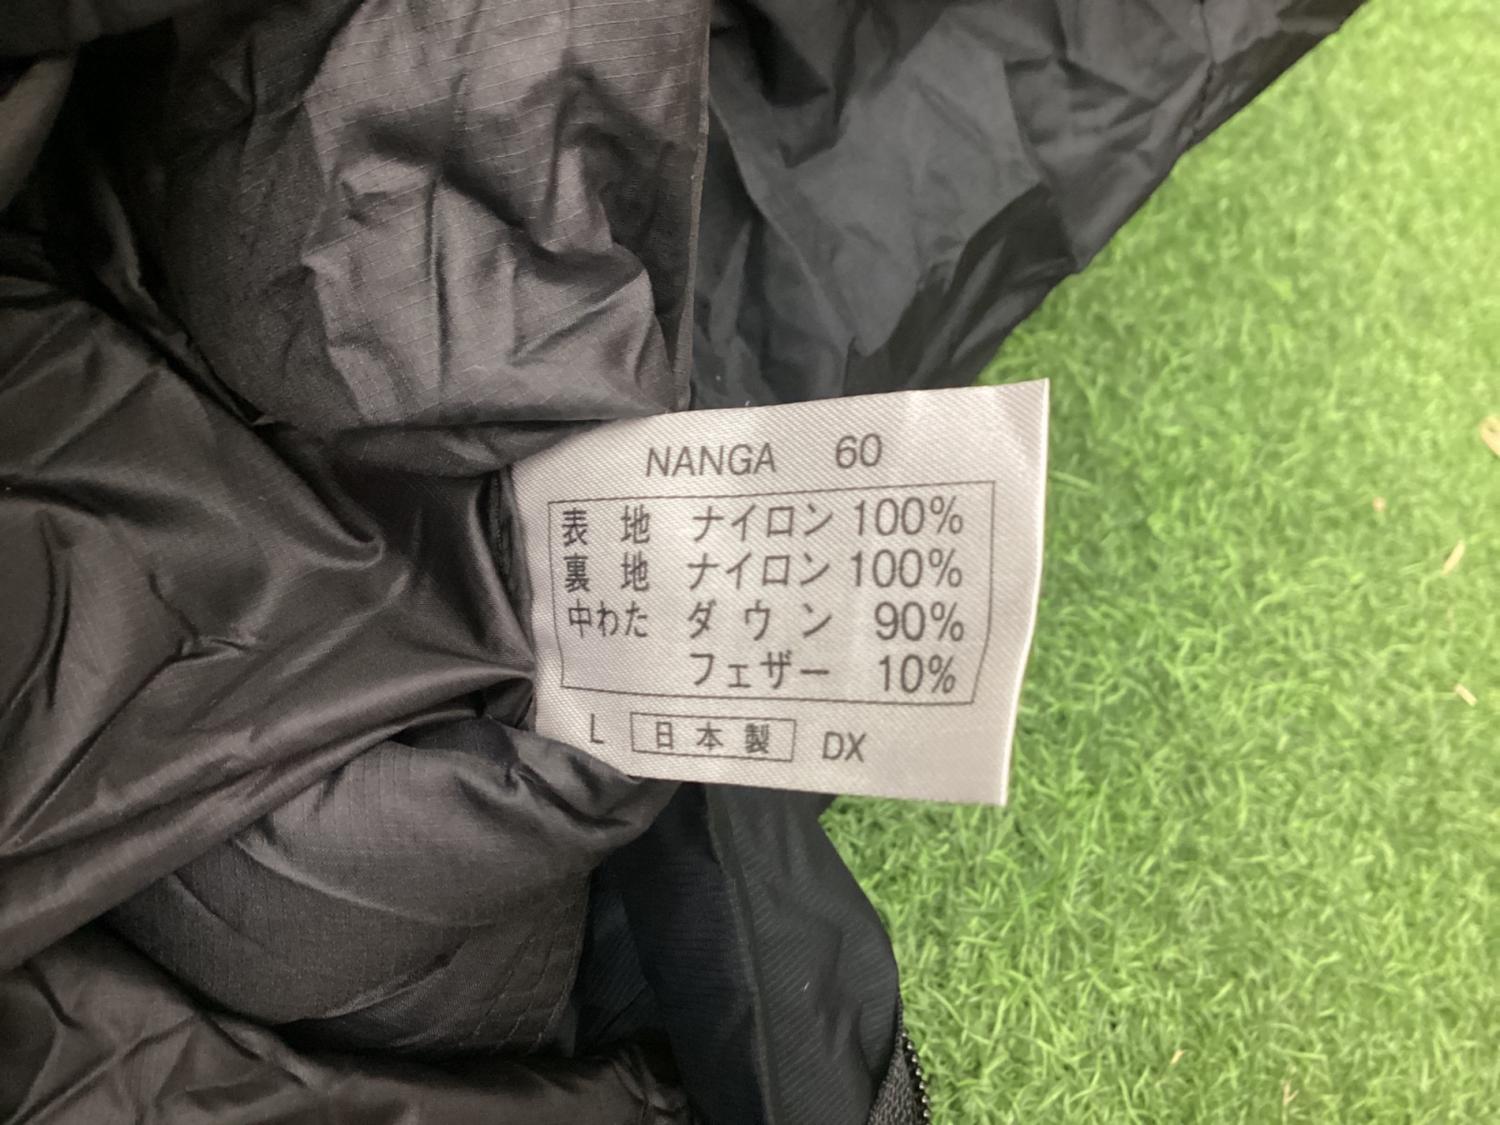 NANGA 60
表地 ナイロン 100%
裏地 ナイロン 100%
中わた ダウン 90%
フェザー 10%
L 日本製 DX